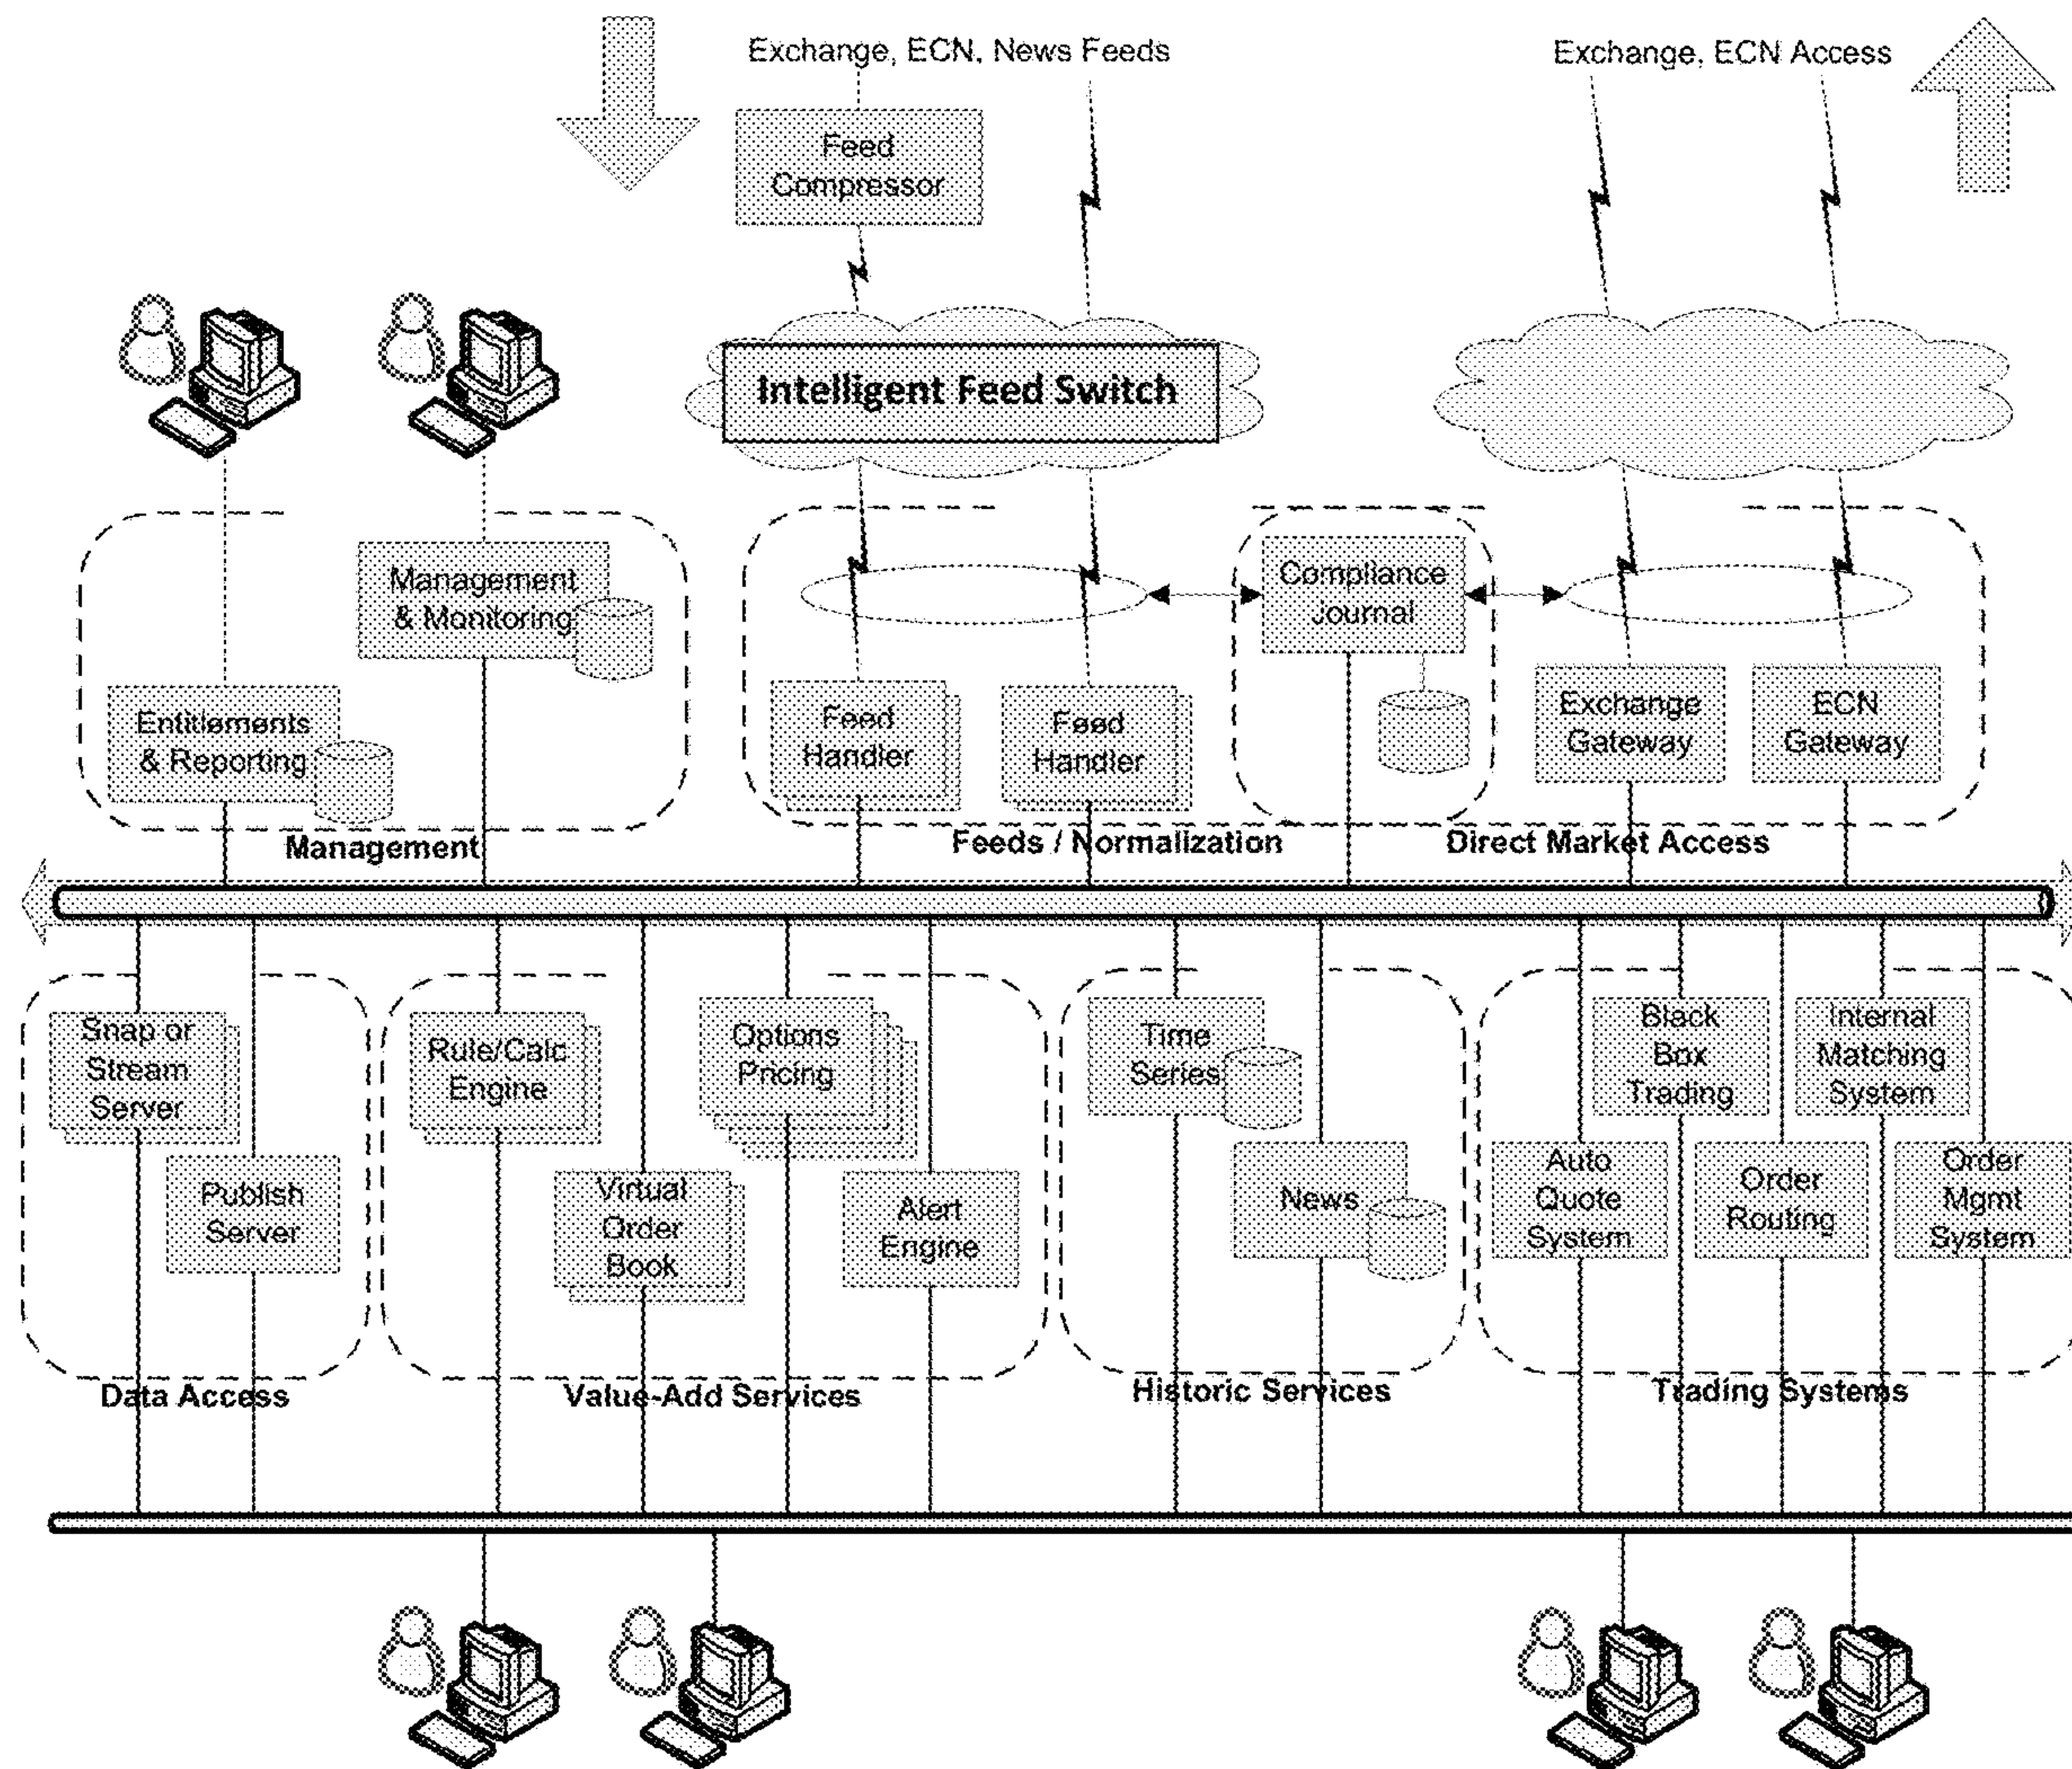 Exchange, ECN, News Feeds
Exchange, ECN Access
Feed
Compressor
Intelligent Feed Switch
Management
& Monitoring
Compliance
Journal
Entitlements
& Reporting
Feed
Handler
Feed
Handler
Exchange
Gateway
ECN
Gateway
Management
Feeds / Normalization
Direct Market Access
Snap or
Stream
Server
Publish
Server
Rule/Calc
Engine
Virtual
Order
Book
Options
Pricing
Alert
Engine
Time
Series
News
Black
Box
Trading
Internal
Matching
System
Auto
Quote
System
Order
Routing
Order
Mgmt
System
Data Access
Value-Add Services
Historic Services
Trading Systems